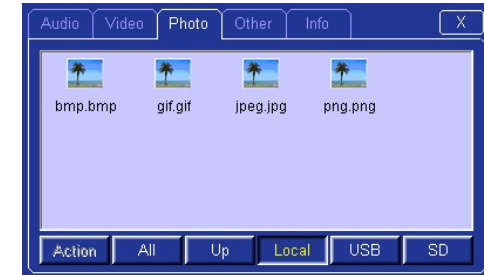 Audio Video Photo Other Info X
bmp.bmp gif.gif jpeg.jpg png.png
Action All Up Local USB SD